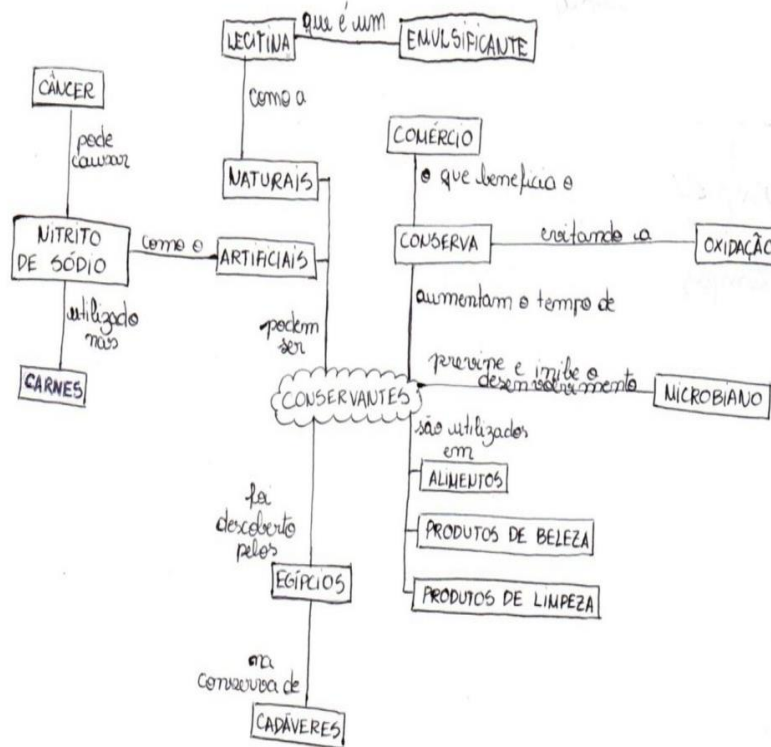 LECITINA que é um EMULSIFICANTE
CÂNCER
como a
COMÉRCIO
pode
causar
o que beneficia o
NATURAIS
NITRITO
DE SÓDIO
como o
ARTIFICIAIS
CONSERVA
evitando a
OXIDAÇÃO
aumentam o tempo de
utilizado
nas
podem
ser
CARNES
CONSERVANTES
previne e inibe o
desenvolvimento
MICROBIANO
são utilizados
em
ALIMENTOS
foi
descoberto
pelos
PRODUTOS DE BELEZA
EGÍPCIOS
PRODUTOS DE LIMPEZA
na
conserva de
CADÁVERES